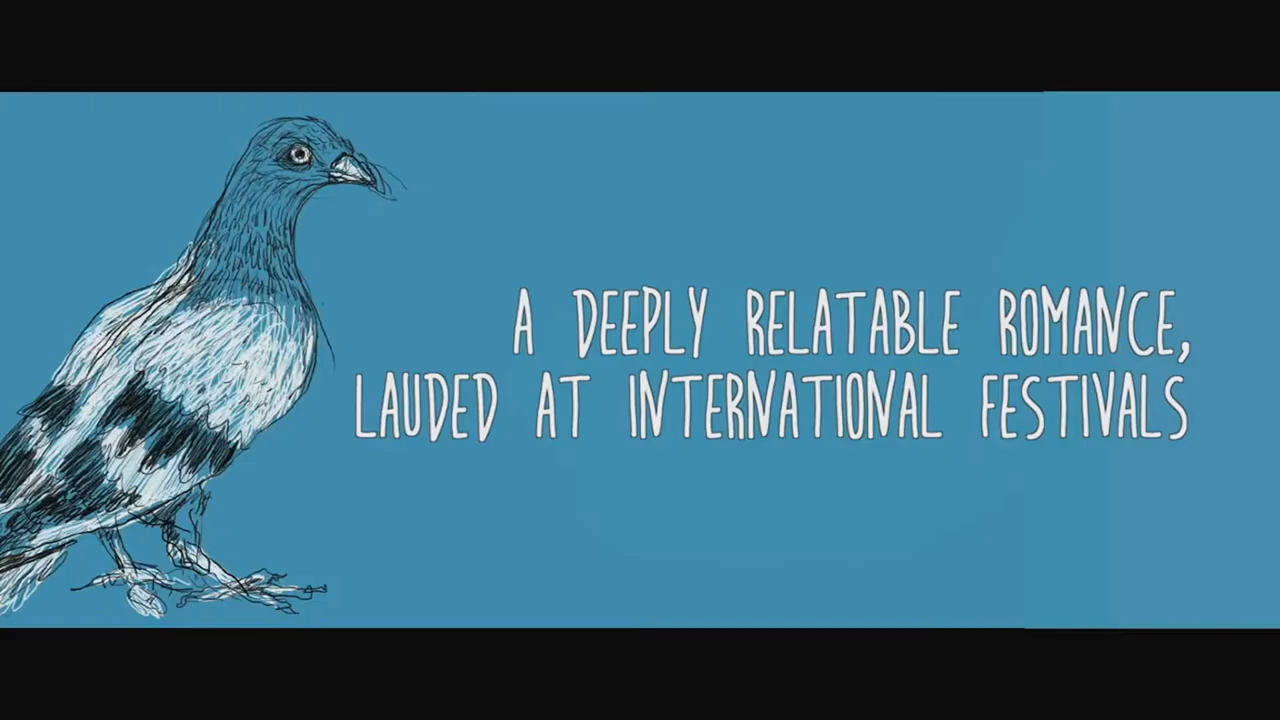 A DEEPLY RELATABLE ROMANCE,
LAUDED AT INTERNATIONAL FESTIVALS